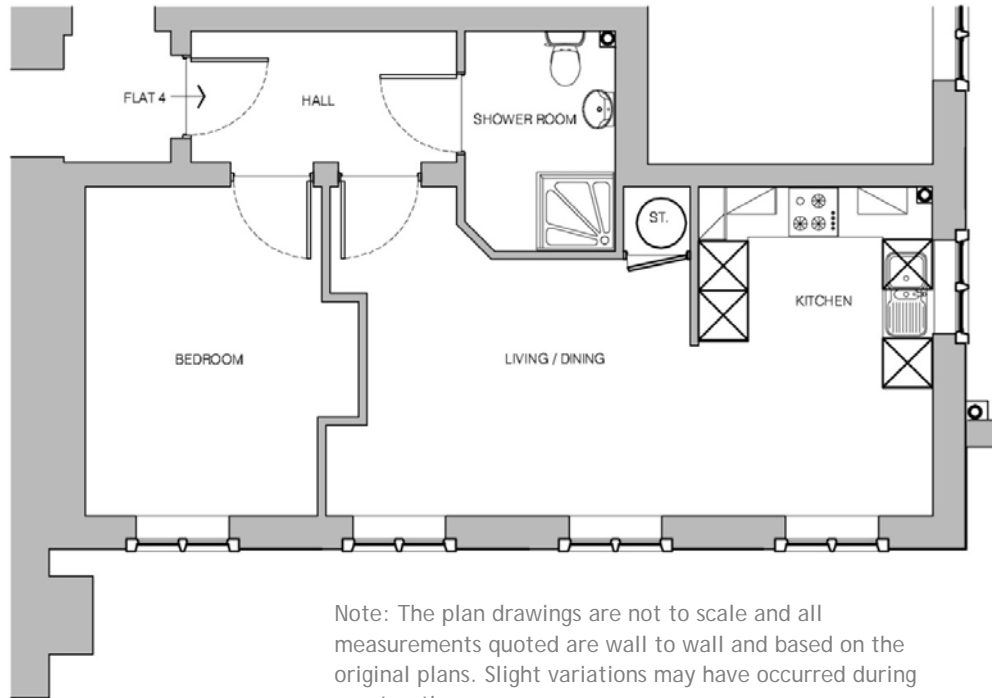 FLAT 4
HALL
SHOWER ROOM
ST.
KITCHEN
BEDROOM
LIVING / DINING
Note: The plan drawings are not to scale and all
measurements quoted are wall to wall and based on the
original plans. Slight variations may have occurred during